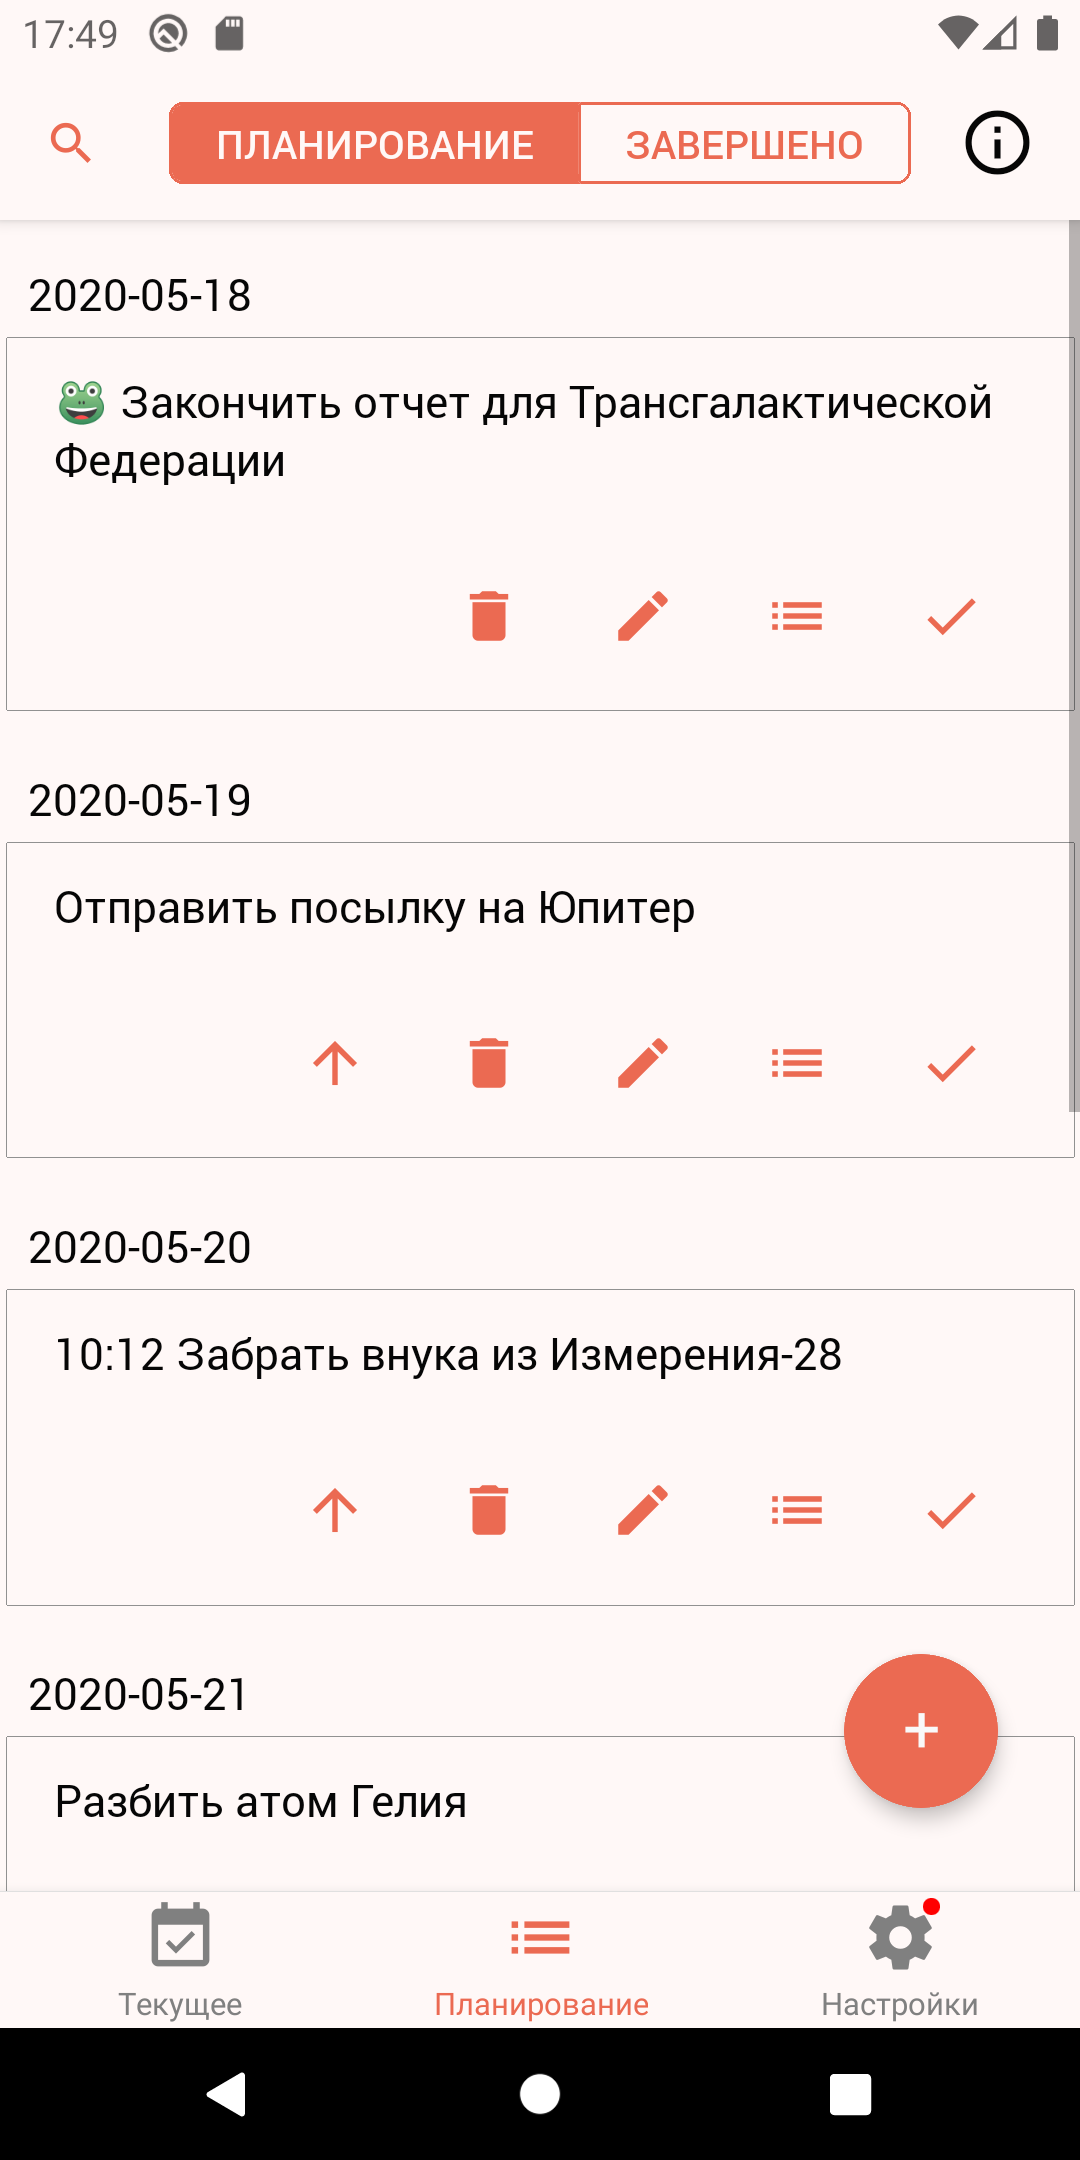 17:49
ПЛАНИРОВАНИЕ ЗАВЕРШЕНО
2020-05-18
🐸 Закончить отчет для Трансгалактической
Федерации
2020-05-19
Отправить посылку на Юпитер
2020-05-20
10:12 Забрать внука из Измерения-28
2020-05-21
Разбить атом Гелия
Текущее Планирование Настройки